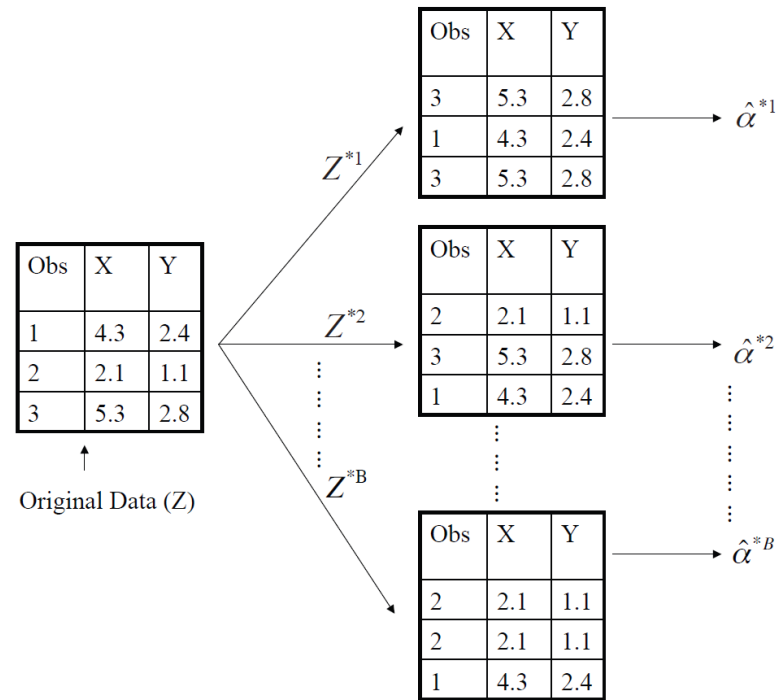 Obs X Y
1 4.3 2.4
2 2.1 1.1
3 5.3 2.8
Original Data (Z)
Z*1
Obs X Y
3 5.3 2.8
1 4.3 2.4
3 5.3 2.8
α̂*1
Z*2
Obs X Y
2 2.1 1.1
3 5.3 2.8
1 4.3 2.4
α̂*2
Z*B
Obs X Y
2 2.1 1.1
2 2.1 1.1
1 4.3 2.4
α̂*B